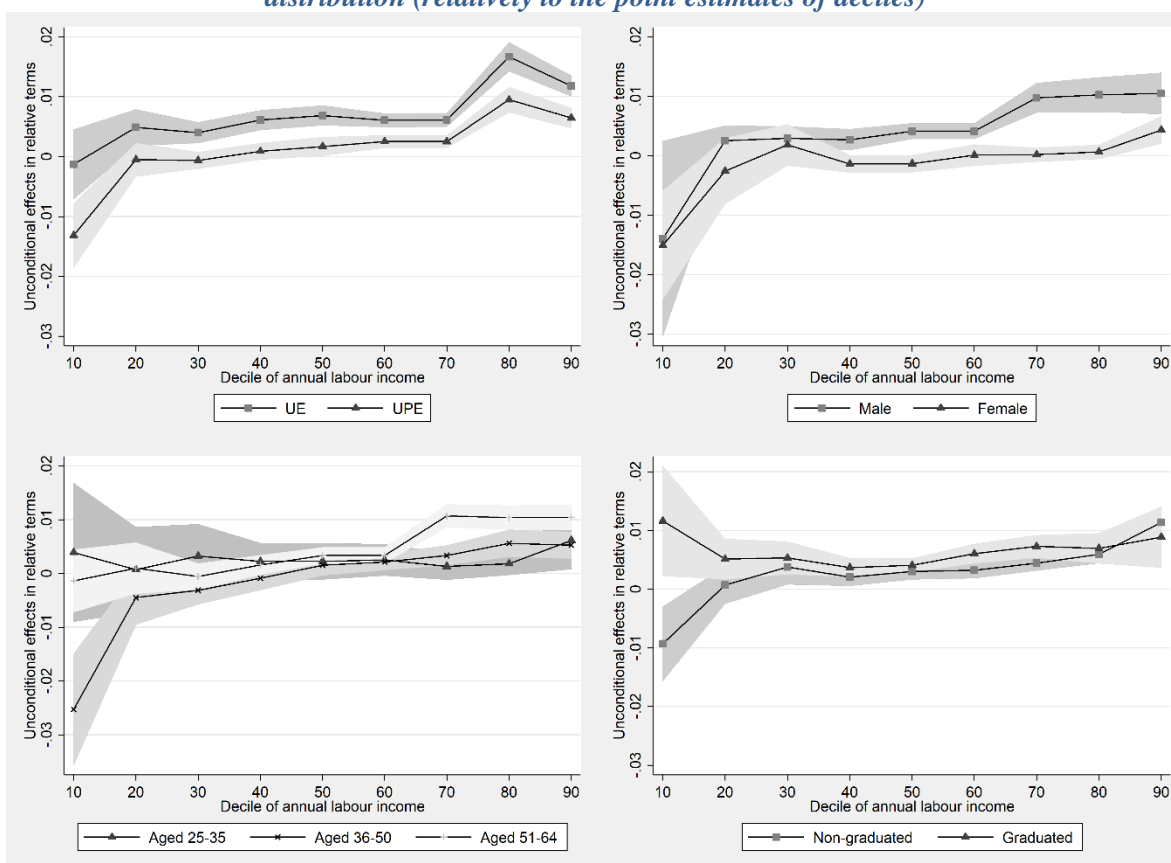 distribution (relatively to the point estimates of deciles)
Unconditional effects in relative terms
.02
.01
0
-.01
-.02
-.03
10 20 30 40 50 60 70 80 90
Decile of annual labour income
UE UPE
Unconditional effects in relative terms
.02
.01
0
-.01
-.02
-.03
10 20 30 40 50 60 70 80 90
Decile of annual labour income
Male Female
Unconditional effects in relative terms
.02
.01
0
-.01
-.02
-.03
10 20 30 40 50 60 70 80 90
Decile of annual labour income
Aged 25-35 Aged 36-50 Aged 51-64
Unconditional effects in relative terms
.02
.01
0
-.01
-.02
-.03
10 20 30 40 50 60 70 80 90
Decile of annual labour income
Non-graduated Graduated